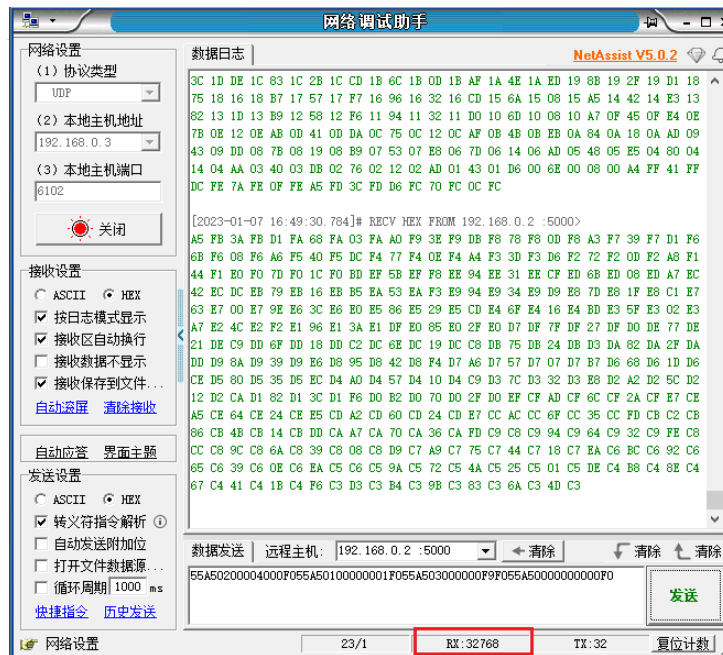 网络调试助手
网络设置
(1) 协议类型
UDP
(2) 本地主机地址
192.168.0.3
(3) 本地主机端口
6102
关闭
接收设置
ASCII HEX
按日志模式显示
接收区自动换行
接收数据不显示
接收保存到文件...
自动滚屏 清除接收
自动应答 界面主题
发送设置
ASCII HEX
转义符指令解析
自动发送附加位
打开文件数据源...
循环周期 1000 ms
快捷指令 历史发送
数据日志
NetAssist V5.0.2
3C 1D DE 1C 83 1C 2B 1C CD 1B 6C 1B 0D 1B AF 1A 4E 1A ED 19 8B 19 2F 19 D1 18
75 18 16 18 B7 17 57 17 F7 16 96 16 32 16 CD 15 6A 15 08 15 A5 14 42 14 E3 13
82 13 1D 13 B9 12 58 12 F6 11 94 11 32 11 D0 10 6D 10 08 10 A7 0F 45 0F E4 0E
7B 0E 12 0E AB 0D 41 0D DA 0C 75 0C 12 0C AF 0B 4B 0B EB 0A 84 0A 18 0A AD 09
43 09 DD 08 7B 08 19 08 B9 07 53 07 E8 06 7D 06 14 06 AD 05 48 05 E5 04 80 04
14 04 AA 03 40 03 DB 02 76 02 12 02 AD 01 43 01 D6 00 6E 00 08 00 A4 FF 41 FF
DC FE 7A FE 0F FE A5 FD 3C FD D6 FC 70 FC 0C FC
[2023-01-07 16:49:30.784]# RECV HEX FROM 192.168.0.2 :5000>
A5 FB 3A FB D1 FA 68 FA 03 FA A0 F9 3E F9 DB F8 78 F8 0D F8 A3 F7 39 F7 D1 F6
6B F6 08 F6 A6 F5 40 F5 DC F4 77 F4 0E F4 A4 F3 3D F3 D6 F2 72 F2 0D F2 A8 F1
44 F1 E0 F0 7D F0 1C F0 BD EF 5B EF F8 EE 94 EE 31 EE CF ED 6B ED 08 ED A7 EC
42 EC DC EB 79 EB 16 EB B5 EA 53 EA F3 E9 94 E9 34 E9 D9 E8 7D E8 1F E8 C1 E7
63 E7 00 E7 9E E6 3C E6 E0 E5 86 E5 29 E5 CD E4 6F E4 16 E4 BD E3 5F E3 02 E3
A7 E2 4C E2 F2 E1 96 E1 3A E1 DF E0 85 E0 2F E0 D7 DF 7F DF 27 DF D0 DE 77 DE
21 DE C9 DD 6F DD 18 DD C2 DC 6E DC 19 DC C8 DB 75 DB 24 DB D3 DA 82 DA 2F DA
DD D9 8A D9 39 D9 E6 D8 95 D8 42 D8 F4 D7 A6 D7 57 D7 07 D7 B7 D6 68 D6 1D D6
CE D5 80 D5 35 D5 EC D4 A0 D4 57 D4 10 D4 C9 D3 7C D3 32 D3 E8 D2 A2 D2 5C D2
12 D2 CA D1 82 D1 3C D1 F6 D0 B2 D0 70 D0 2F D0 EF CF AD CF 6C CF 2A CF E7 CE
A5 CE 64 CE 24 CE E5 CD A2 CD 60 CD 24 CD E7 CC AC CC 6F CC 35 CC FD CB C2 CB
86 CB 4B CB 14 CB DD CA A7 CA 70 CA 36 CA FD C9 C8 C9 94 C9 64 C9 32 C9 FE C8
CC C8 9C C8 6A C8 39 C8 08 C8 D9 C7 A9 C7 75 C7 44 C7 18 C7 EA C6 BC C6 92 C6
65 C6 39 C6 0E C6 EA C5 C6 C5 9A C5 72 C5 4A C5 25 C5 01 C5 DE C4 B8 C4 8E C4
67 C4 41 C4 1B C4 F6 C3 D3 C3 B4 C3 9B C3 83 C3 6A C3 4D C3
数据发送 远程主机: 192.168.0.2 :5000 清除 清除 清除
55A50200004000F055A50100000001F055A503000000F9F055A50000000000F0
发送
网络设置 23/1 RX:32768 TX:32 复位计数